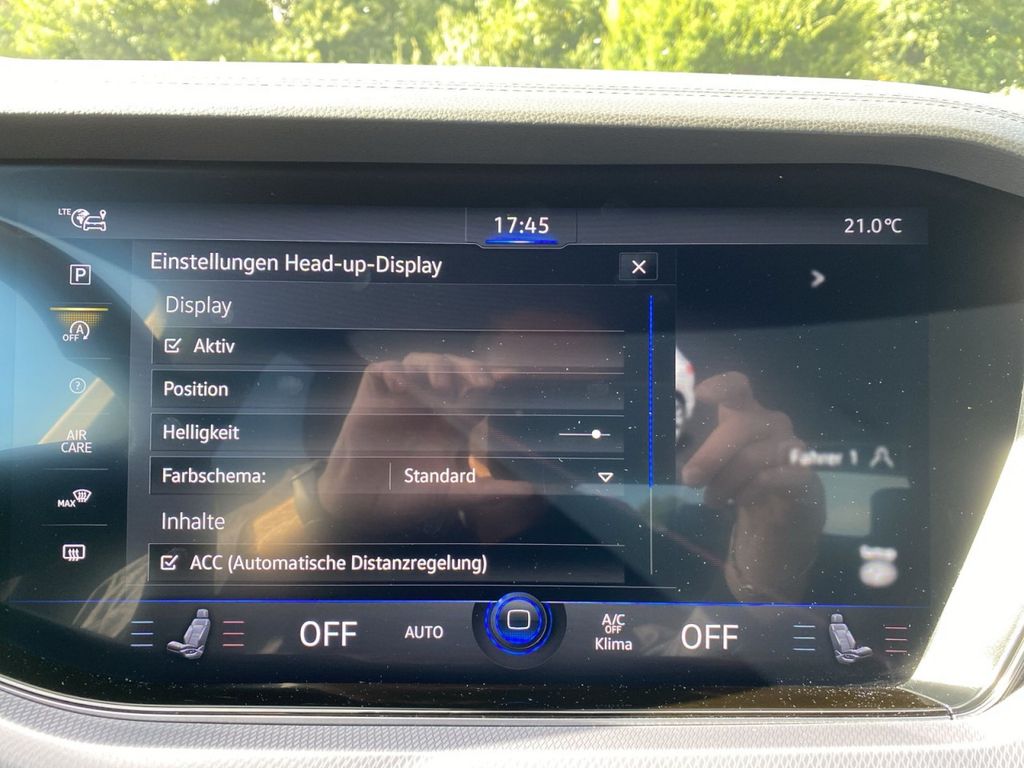 LTE
17:45
21.0°C
Einstellungen Head-up-Display
P
Display
A
OFF
Aktiv
?
Position
AIR
CARE
Helligkeit
Farbschema: Standard
Fahrer 1
MAX
Inhalte
Setup
ACC (Automatische Distanzregelung)
OFF
AUTO
A/C
OFF
Klima
OFF